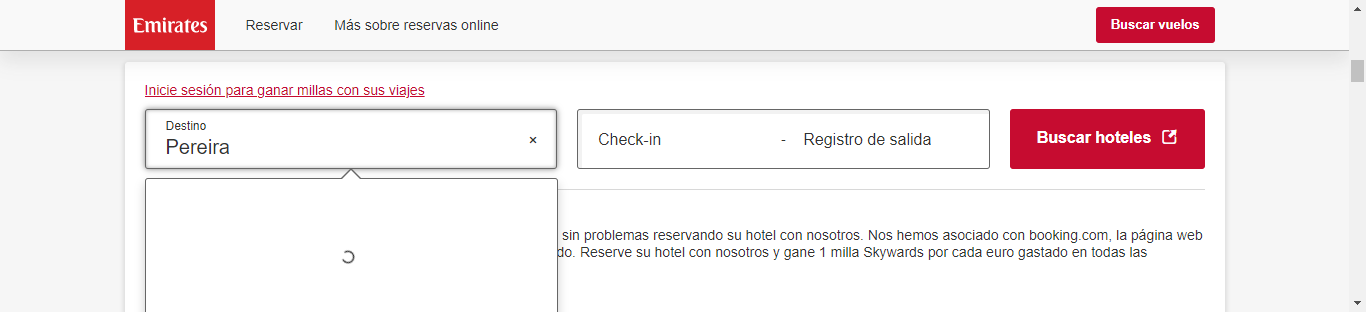 Emirates Reservar Más sobre reservas online Buscar vuelos
Inicie sesión para ganar millas con sus viajes
Destino
Pereira ×
Check-in - Registro de salida
Buscar hoteles
sin problemas reservando su hotel con nosotros. Nos hemos asociado con booking.com, la página web
do. Reserve su hotel con nosotros y gane 1 milla Skywards por cada euro gastado en todas las